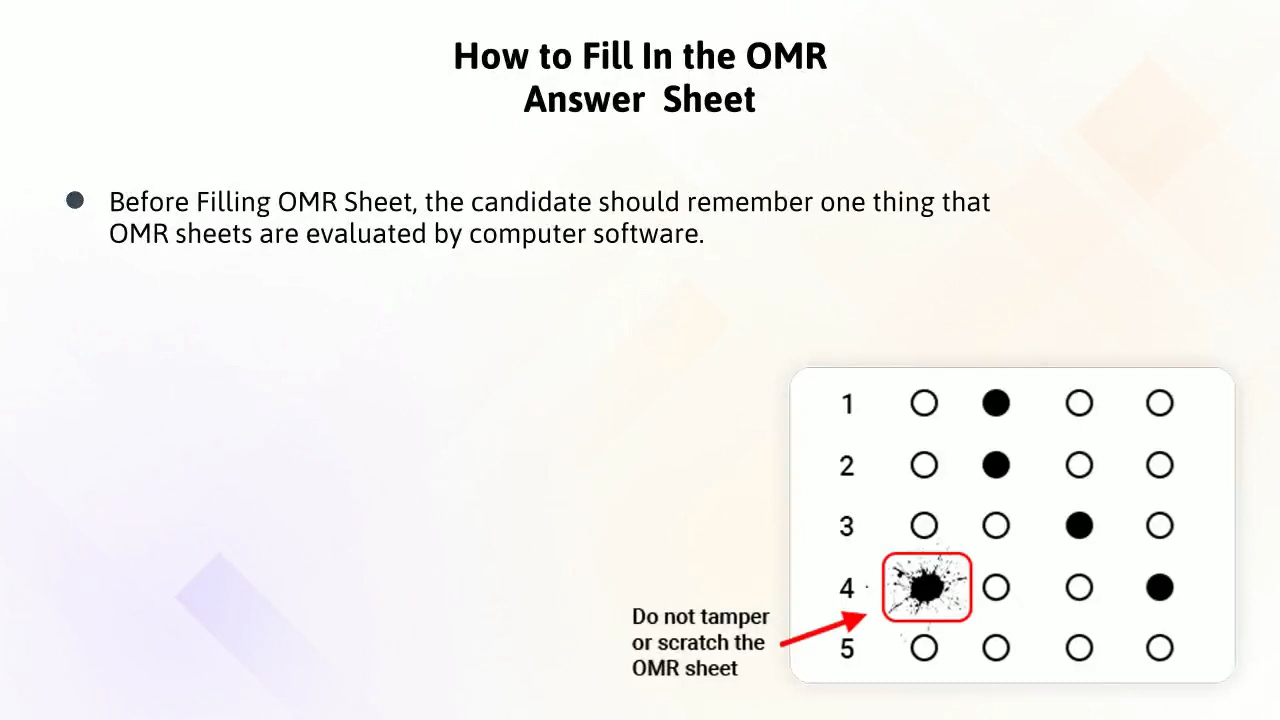 How to Fill In the OMR
Answer Sheet
Before Filling OMR Sheet, the candidate should remember one thing that
OMR sheets are evaluated by computer software.
1
2
3
4
5
Do not tamper
or scratch the
OMR sheet